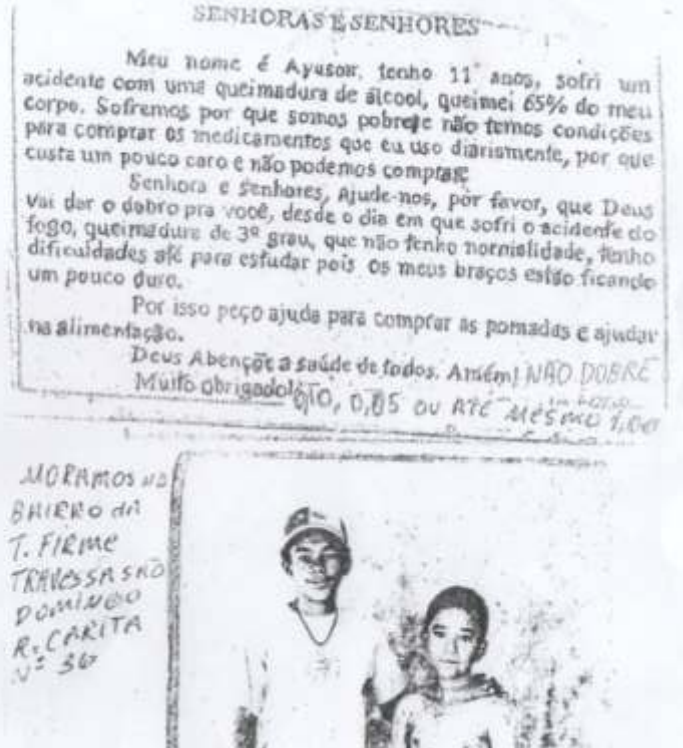 SENHORAS E SENHORES
Meu nome é Ayuson, tenho 11 anos, sofri um
acidente com uma queimadura de álcool, queimei 65% do meu
corpo. Sofremos por que somos pobre e não temos condições
para comprar os medicamentos que eu uso diariamente, por que
custa um pouco caro e não podemos comprar.
Senhora e senhores, ajude-nos, por favor, que Deus
vai dar o dobro pra você, desde o dia em que sofri o acidente do
fogo, queimadura de 3º grau, que não tenho normalidade, tenho
dificuldades até para estudar pois os meus braços estão ficando
um pouco duro.
Por isso peço ajuda para comprar as pomadas e ajudar
na alimentação.
Deus Abençõe a saúde de todos. Amém! NÃO DOBRE
Muito obrigado! 0,10, 0,05 OU ATÉ MESMO 1,00
MORAMOS NO
BAIRRO DA
T. FIRME
TRAVESSA SÃO
DOMINGO
R. CARITA
Nº 36